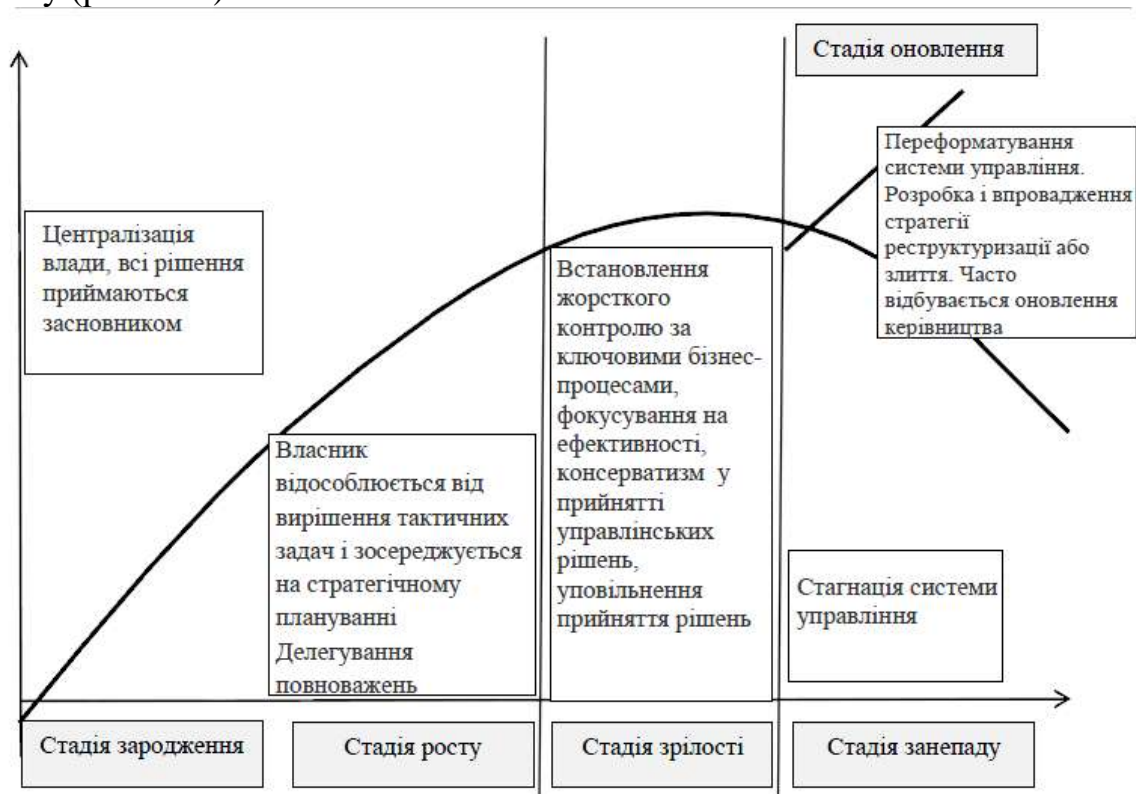 Стадія оновлення
Переформатування
системи управління.
Розробка і впровадження
стратегії
реструктуризації або
злиття. Часто
відбувається оновлення
керівництва
Централізація
влади, всі рішення
приймаються
засновником
Встановлення
жорсткого
контролю за
ключовими бізнес-
процесами,
фокусування на
ефективності,
консерватизм у
прийнятті
управлінських
рішень,
уповільнення
прийняття рішень
Власник
відособлюється від
вирішення тактичних
задач і зосереджується
на стратегічному
плануванні
Делегування
повноважень
Стагнація системи
управління
Стадія зародження
Стадія росту
Стадія зрілості
Стадія занепаду